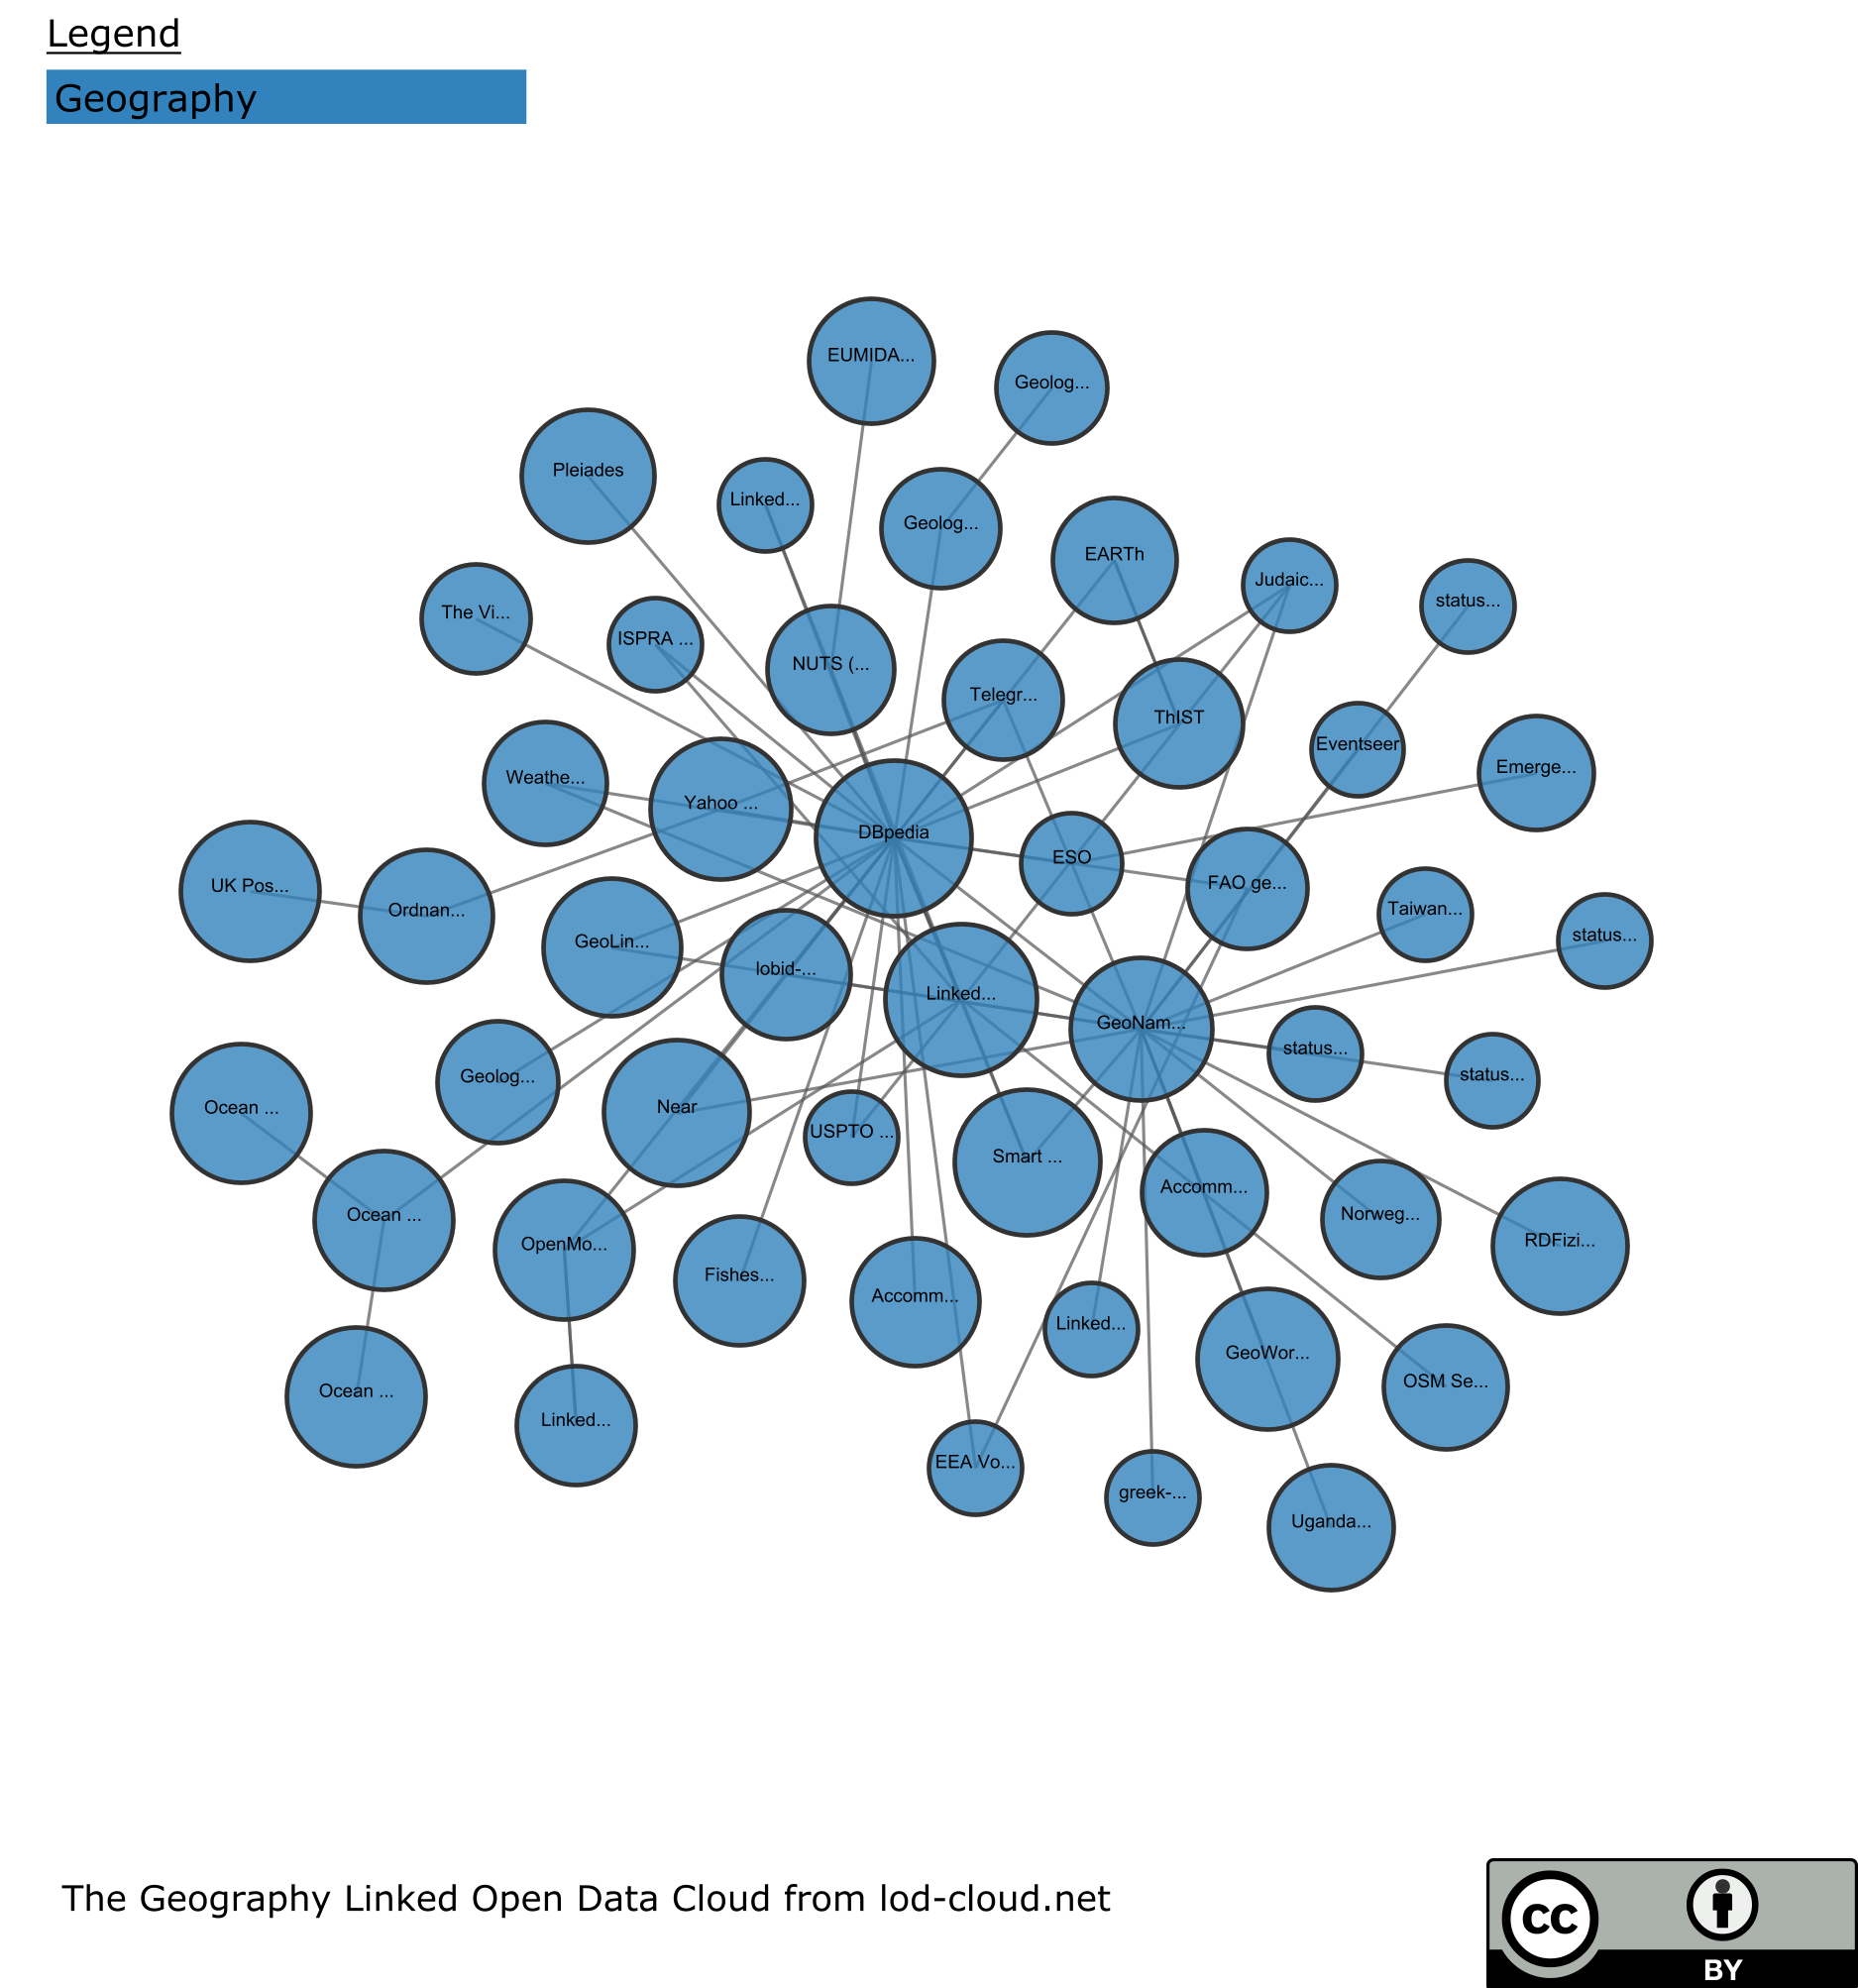 Legend
Geography
EUMIDA...
Geolog...
Pleiades
Linked...
Geolog...
EARTh
Judaic...
status...
The Vi...
ISPRA ...
NUTS (...
Telegr...
ThIST
Eventseer
Emerge...
Weathe...
Yahoo ...
DBpedia
ESO
FAO ge...
UK Pos...
Ordnan...
Taiwan...
status...
GeoLin...
lobid-...
Linked...
GeoNam...
status...
status...
Geolog...
Ocean ...
Near
USPTO ...
Smart ...
Accomm...
Norweg...
RDFizi...
Ocean ...
OpenMo...
Fishes...
Accomm...
Linked...
GeoWor...
OSM Se...
Ocean ...
Linked...
EEA Vo...
greek-...
Uganda...
The Geography Linked Open Data Cloud from lod-cloud.net
cc
BY